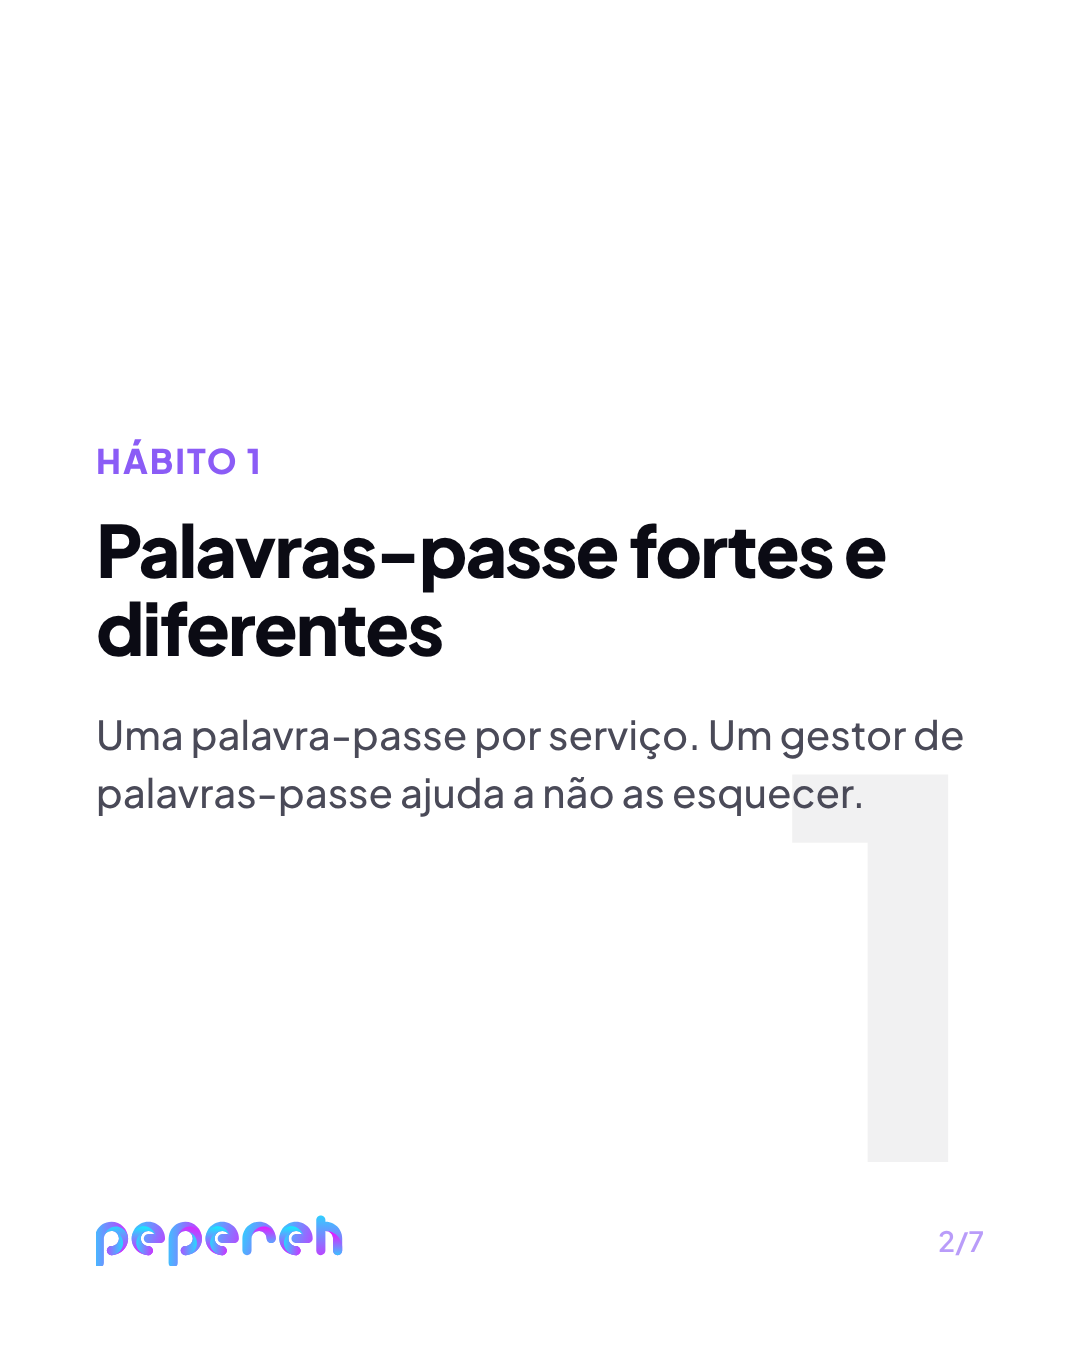 HÁBITO 1
Palavras-passe fortes e
diferentes
Uma palavra-passe por serviço. Um gestor de
palavras-passe ajuda a não as esquecer.
1
pepereh
2/7